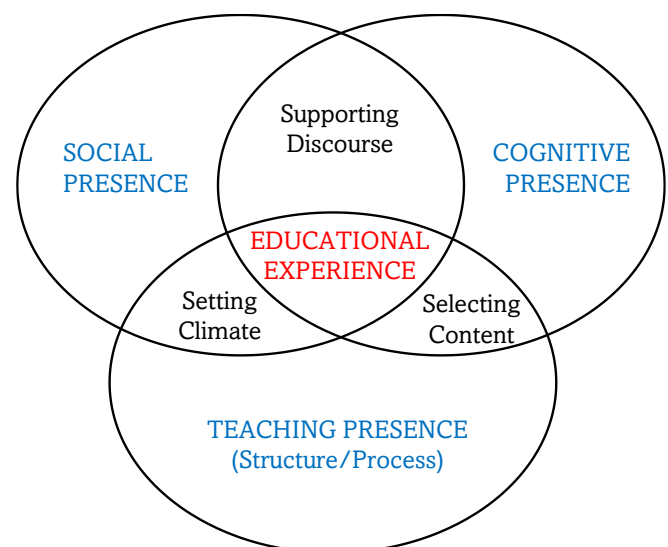 Supporting
Discourse
SOCIAL
PRESENCE
COGNITIVE
PRESENCE
EDUCATIONAL
EXPERIENCE
Setting
Climate
Selecting
Content
TEACHING PRESENCE
(Structure/Process)